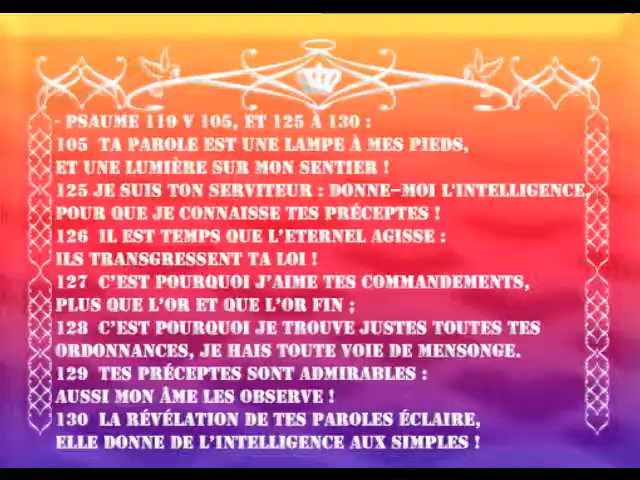 - PSAUME 119 V 105, ET 125 À 130 :
105 TA PAROLE EST UNE LAMPE À MES PIEDS,
ET UNE LUMIÈRE SUR MON SENTIER !
125 JE SUIS TON SERVITEUR : DONNE-MOI L'INTELLIGENCE,
POUR QUE JE CONNAISSE TES PRÉCEPTES !
126 IL EST TEMPS QUE L'ETERNEL AGISSE :
ILS TRANSGRESSENT TA LOI !
127 C'EST POURQUOI J'AIME TES COMMANDEMENTS,
PLUS QUE L'OR ET QUE L'OR FIN ;
128 C'EST POURQUOI JE TROUVE JUSTES TOUTES TES
ORDONNANCES, JE HAIS TOUTE VOIE DE MENSONGE.
129 TES PRÉCEPTES SONT ADMIRABLES :
AUSSI MON ÂME LES OBSERVE !
130 LA RÉVÉLATION DE TES PAROLES ÉCLAIRE,
ELLE DONNE DE L'INTELLIGENCE AUX SIMPLES !